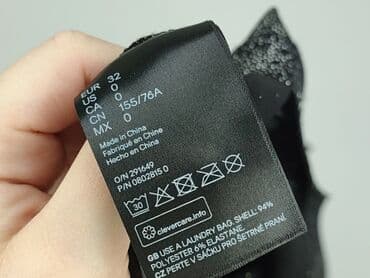 EUR 32
US 0
CA 0
CN 155/76A
MX 0
Made in China
Fabriqué en Chine
Hecho en China
O/N 291649
P/N 0802815 0
30
clevercare.info
GB USE A LAUNDRY BAG. SHELL: 94%
POLYESTER 6% ELASTANE.
CZ PERTE V SÁČKU PRO ŠETRNÉ PRANÍ.